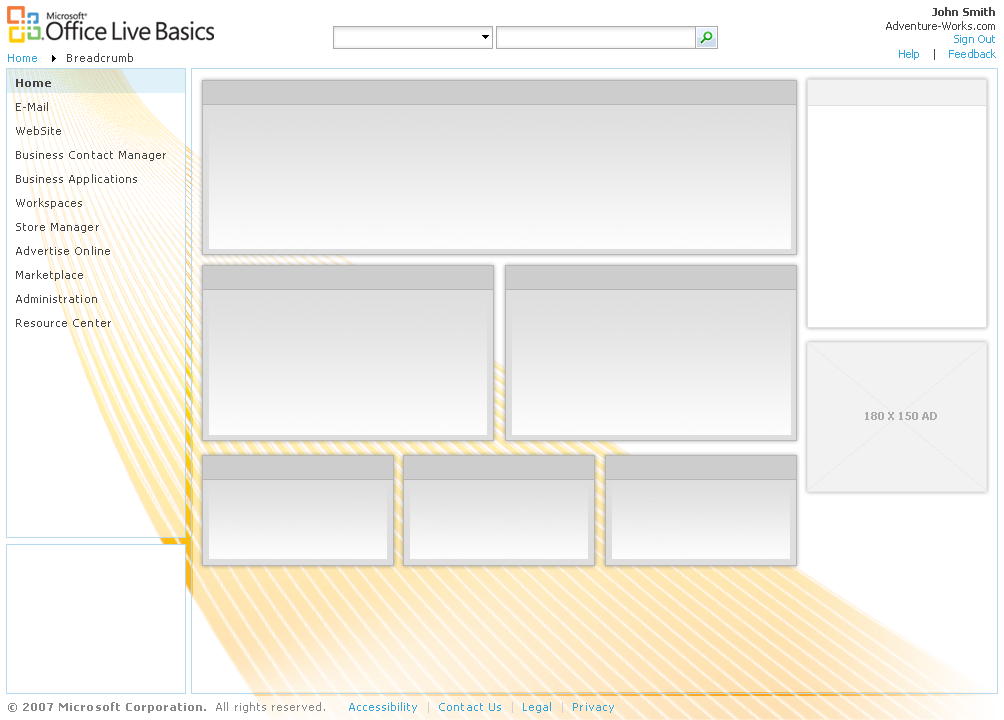 Microsoft®
Office Live Basics
John Smith
Adventure-Works.com
Sign Out
Help | Feedback
Home Breadcrumb
Home
E-Mail
WebSite
Business Contact Manager
Business Applications
Workspaces
Store Manager
Advertise Online
Marketplace
Administration
Resource Center
180 X 150 AD
© 2007 Microsoft Corporation. All rights reserved. Accessibility | Contact Us | Legal | Privacy